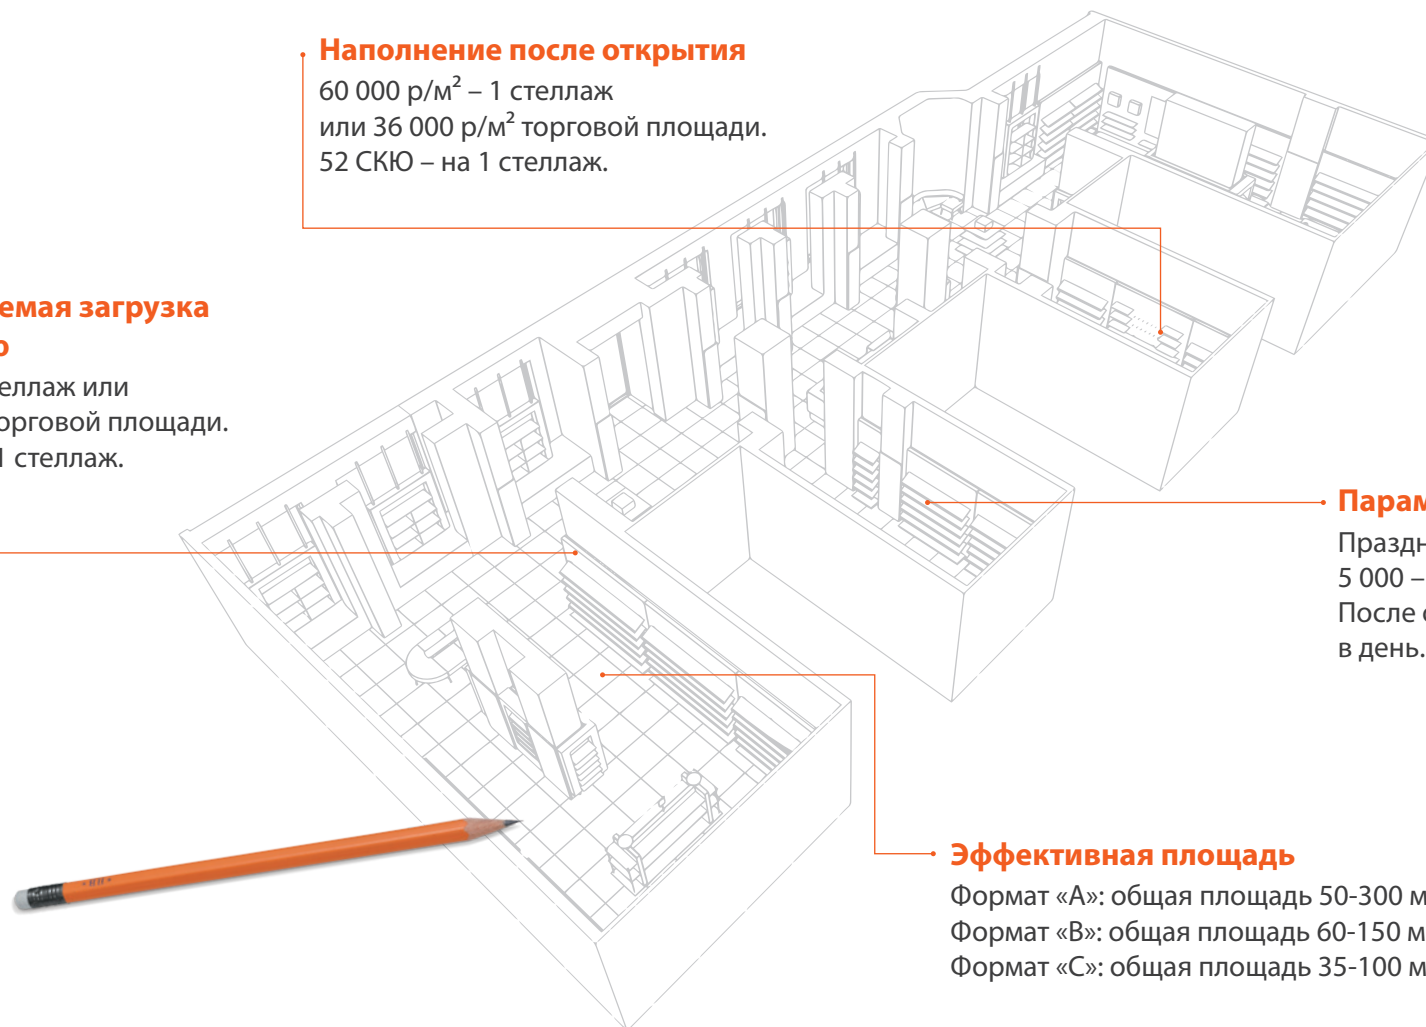 Наполнение после открытия
60 000 р/м² – 1 стеллаж
или 36 000 р/м² торговой площади.
52 СКЮ – на 1 стеллаж.
емая загрузка
еллаж или
орговой площади.
1 стеллаж.
Парам
Праздн
5 000 –
После
в день.
Эффективная площадь
Формат «А»: общая площадь 50-300 м
Формат «В»: общая площадь 60-150 м
Формат «С»: общая площадь 35-100 м